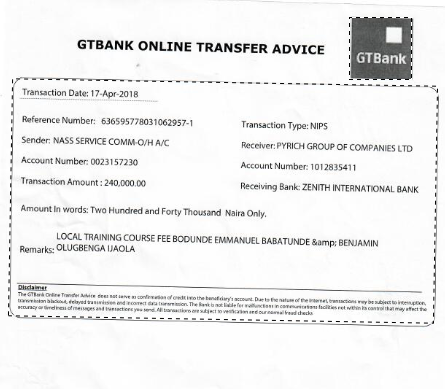 GTBANK ONLINE TRANSFER ADVICE
GTBank
Transaction Date: 17-Apr-2018
Reference Number: 636595778031062957-1
Transaction Type: NIPS
Sender: NASS SERVICE COMM-O/H A/C
Receiver: PYRICH GROUP OF COMPANIES LTD
Account Number: 0023157230
Account Number: 1012835411
Transaction Amount : 240,000.00
Receiving Bank: ZENITH INTERNATIONAL BANK
Amount In words: Two Hundred and Forty Thousand Naira Only.
LOCAL TRAINING COURSE FEE BODUNDE EMMANUEL BABATUNDE &amp; BENJAMIN
Remarks: OLUGBENGA IJAOLA
Disclaimer
The GTBank Online Transfer Advice does not serve as confirmation of credit into the beneficiary's account. Due to the nature of the Internet, transactions may be subject to interruption,
transmission blackout, delayed transmission and incorrect data transmission. The Bank is not liable for malfunctions in communications facilities not within its control that may affect the
accuracy or timeliness of messages and transactions you send. All transactions are subject to verification and our normal fraud checks